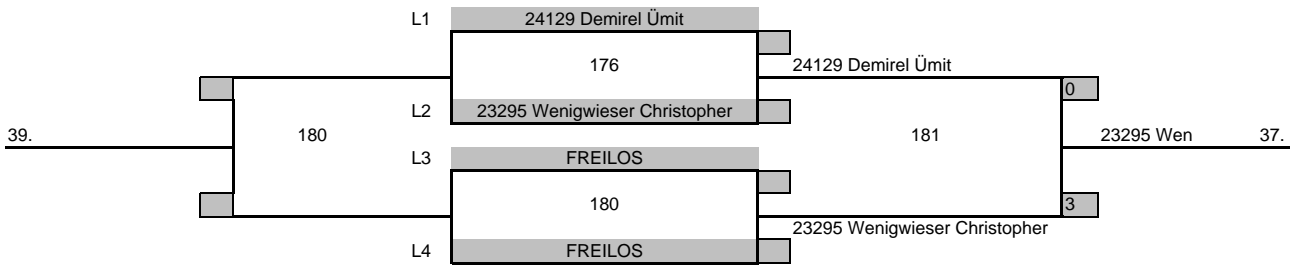 L1 24129 Demirel Ümit
176 24129 Demirel Ümit
0
L2 23295 Wenigwieser Christopher
39. 180 181 23295 Wen 37.
L3 FREILOS
180 3
23295 Wenigwieser Christopher
L4 FREILOS